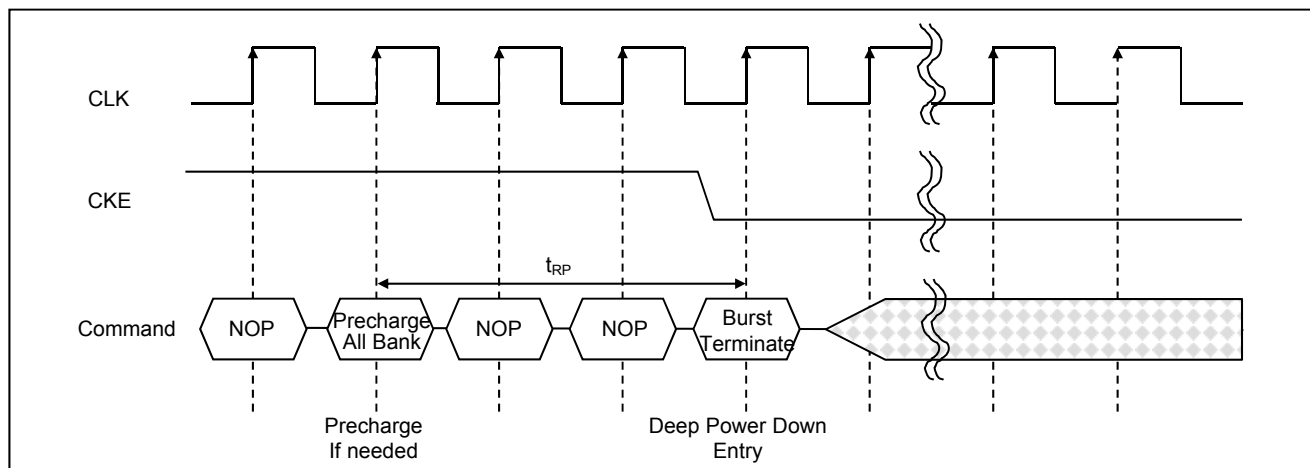 CLK
CKE
tRP
Command
NOP
Precharge
All Bank
NOP
NOP
Burst
Terminate
Precharge
If needed
Deep Power Down
Entry